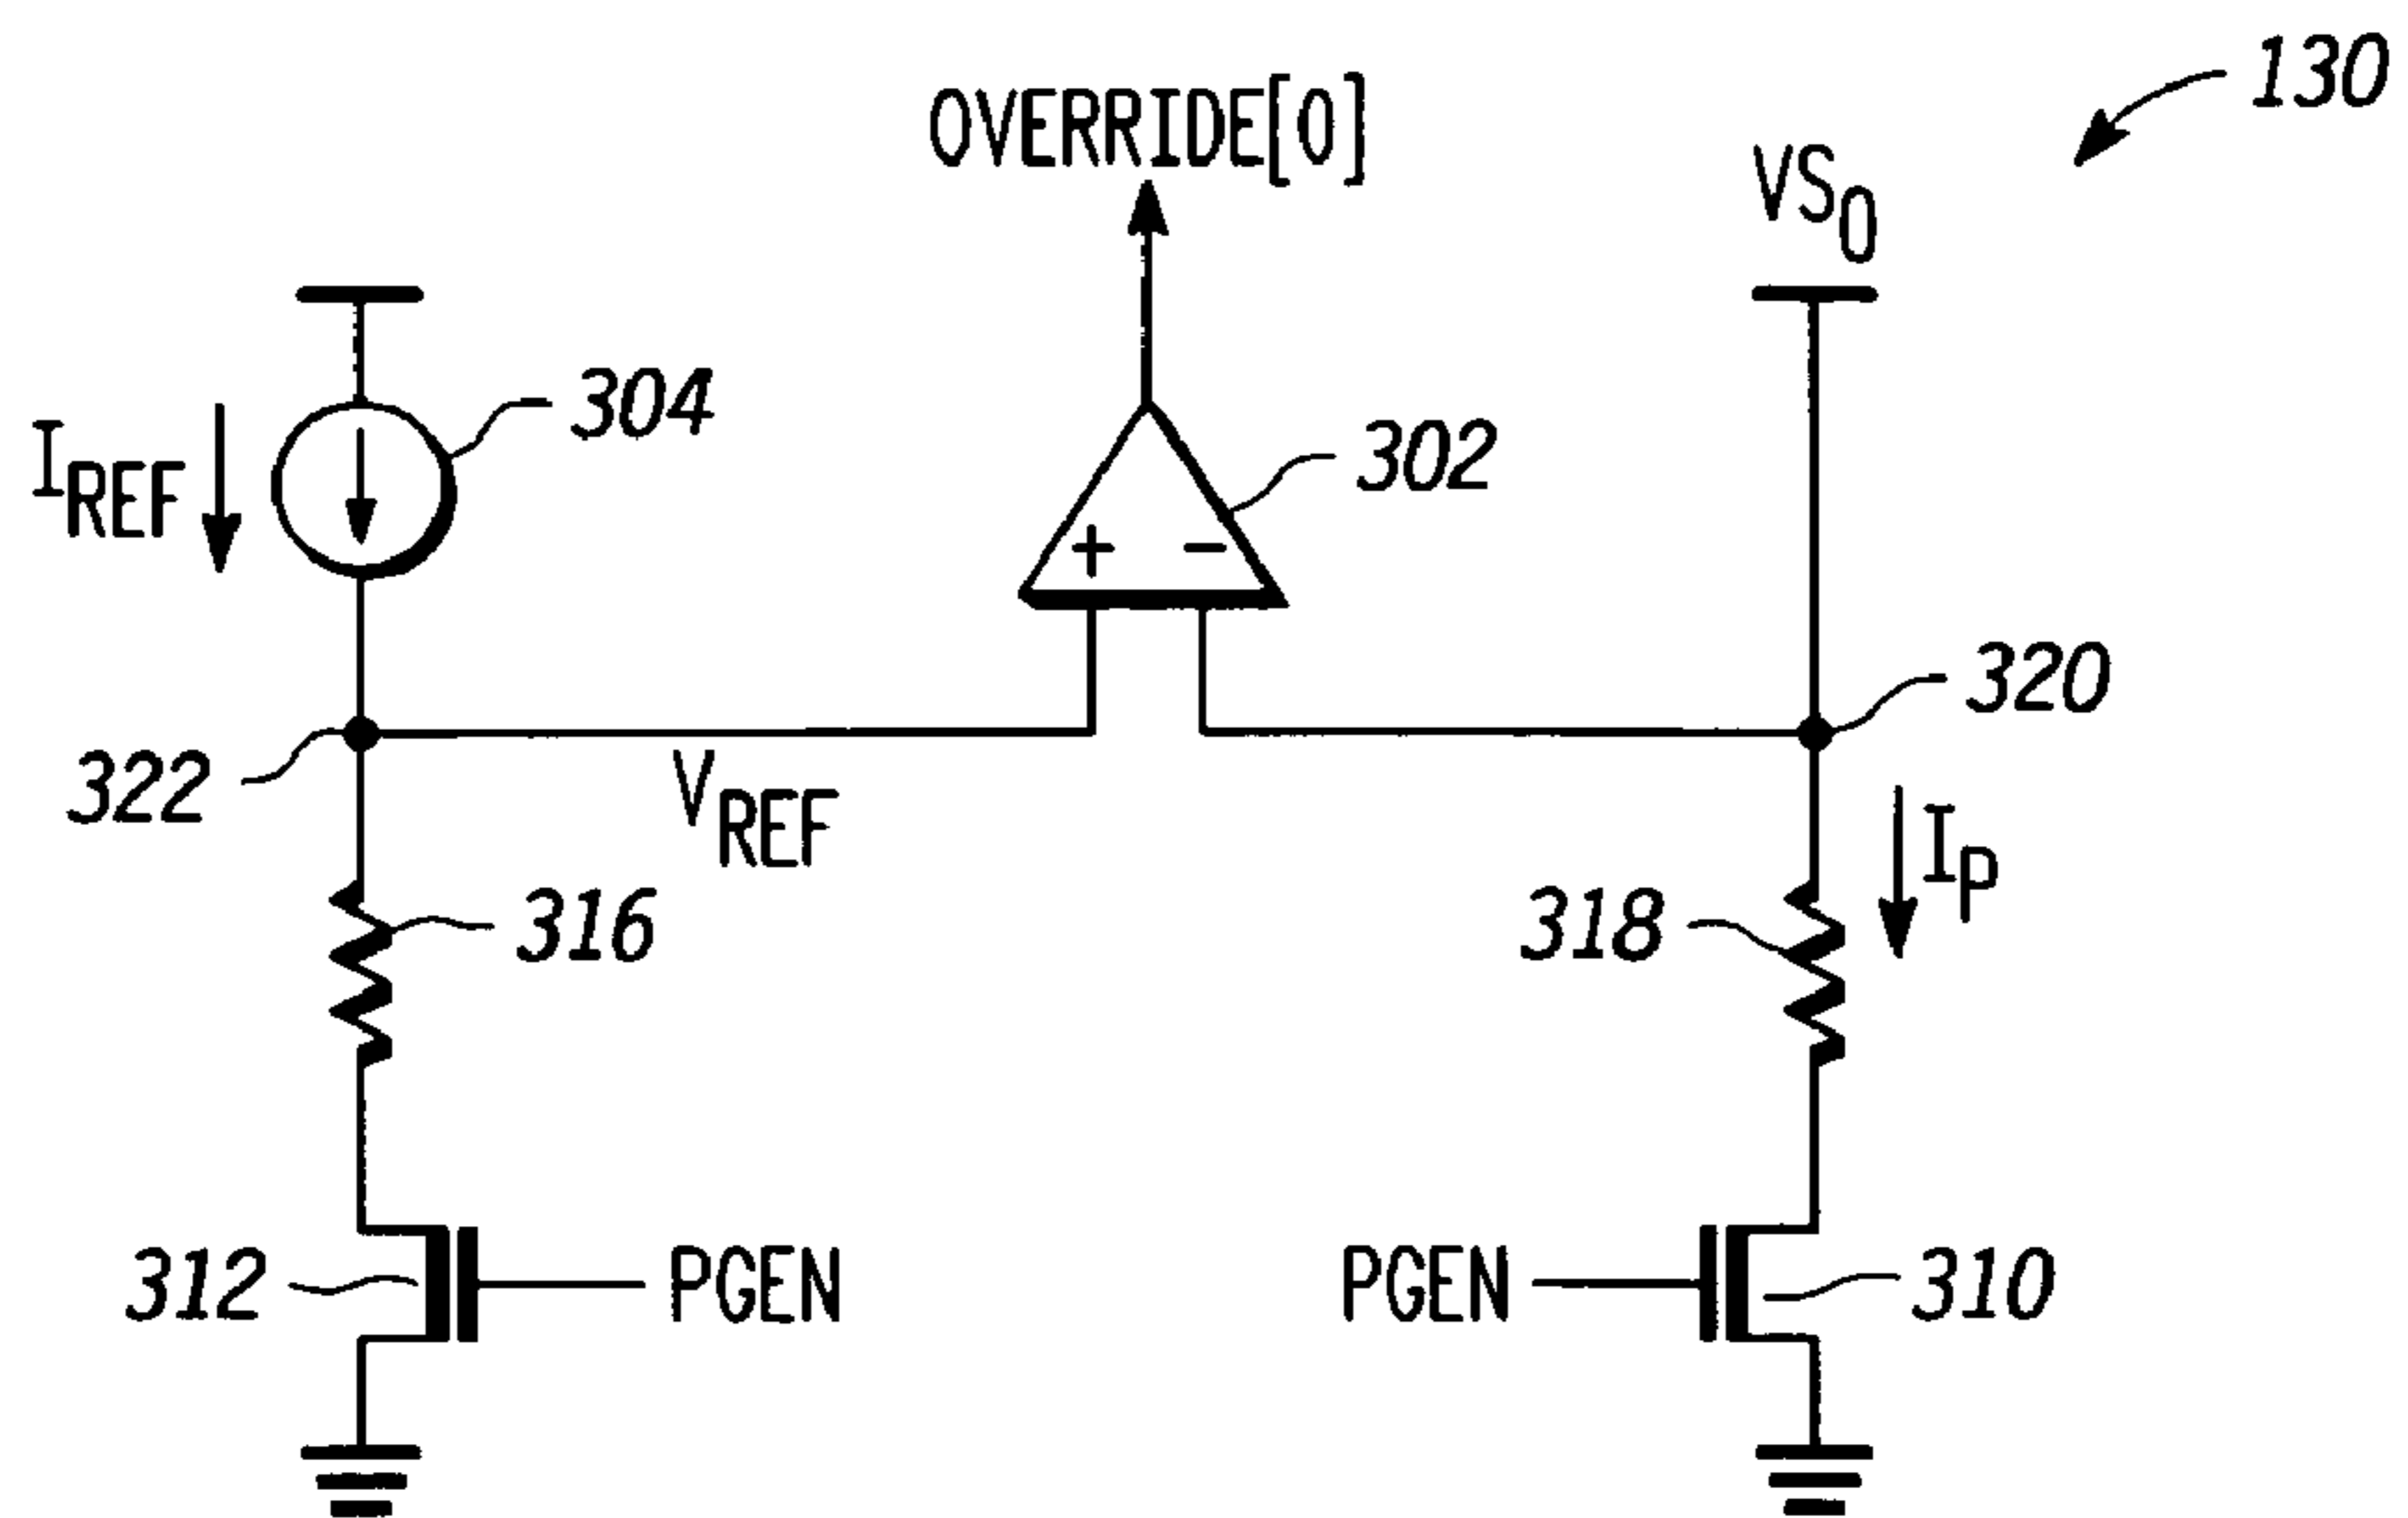 130
OVERRIDE[0]
VS0
304
IREF
302
320
322
VREF
IP
316
318
312
PGEN
PGEN
310
+ −